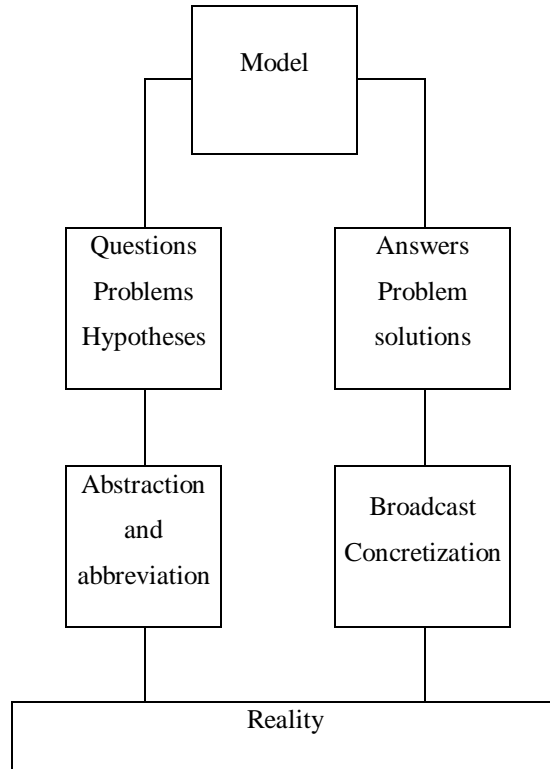 Model
Questions
Problems
Hypotheses
Answers
Problem
solutions
Abstraction
and
abbreviation
Broadcast
Concretization
Reality